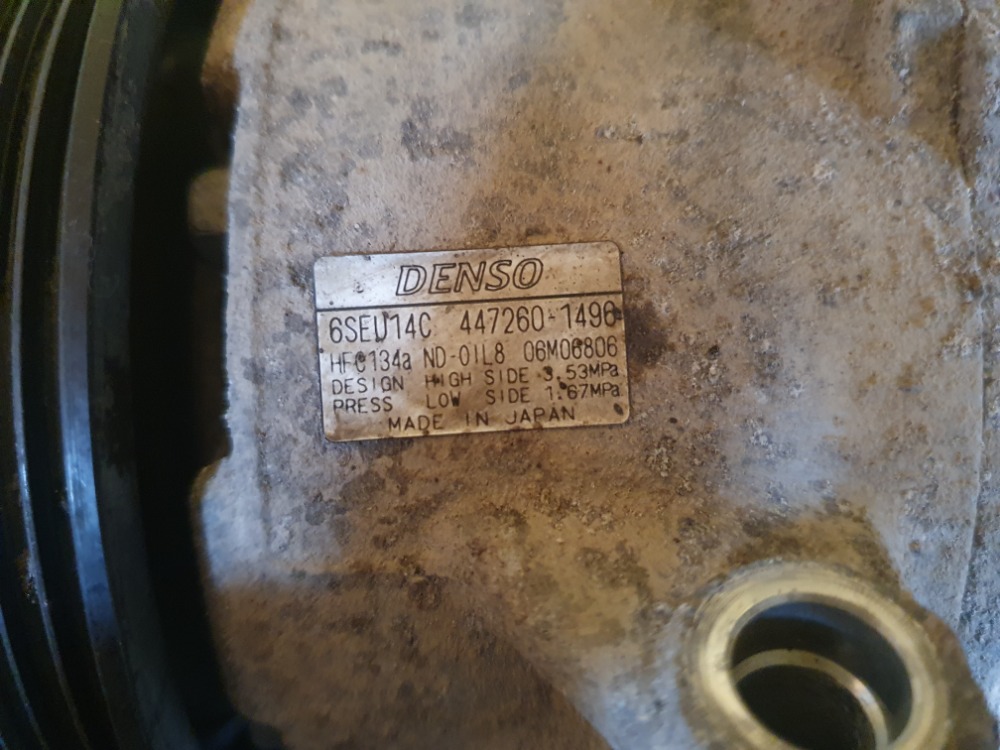 DENSO
6SEU14C 447260-1496
HFC134a ND-OIL8 06M06806
DESIGN HIGH SIDE 3.53MPa
PRESS LOW SIDE 1.67MPa
MADE IN JAPAN